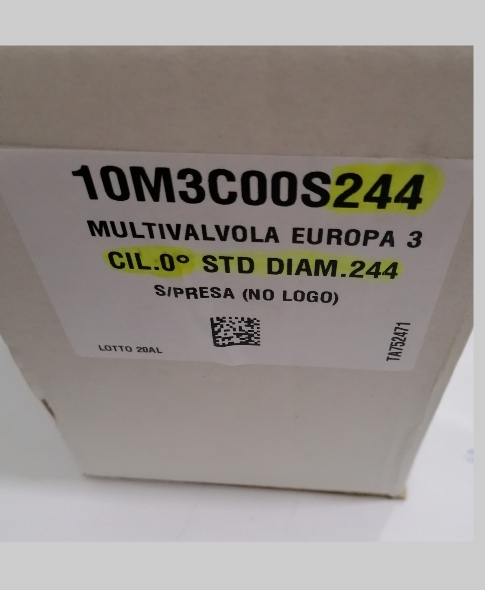 10M3C00S244
MULTIVALVOLA EUROPA 3
CIL.0° STD DIAM.244
S/PRESA (NO LOGO)
LOTTO 20AL
TA752471